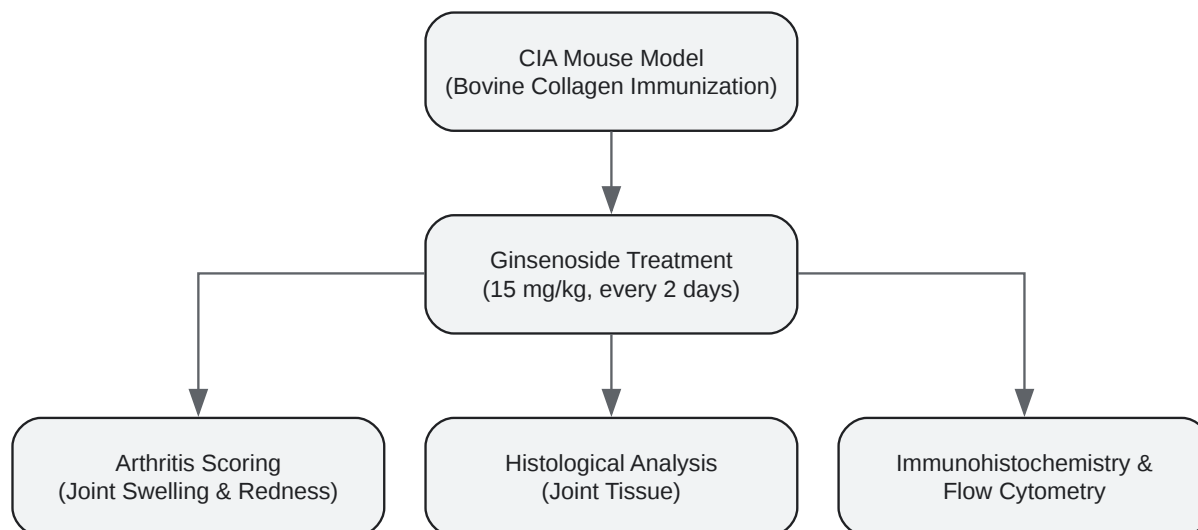 CIA Mouse Model
(Bovine Collagen Immunization)
Ginsenoside Treatment
(15 mg/kg, every 2 days)
Arthritis Scoring
(Joint Swelling & Redness)
Histological Analysis
(Joint Tissue)
Immunohistochemistry &
Flow Cytometry